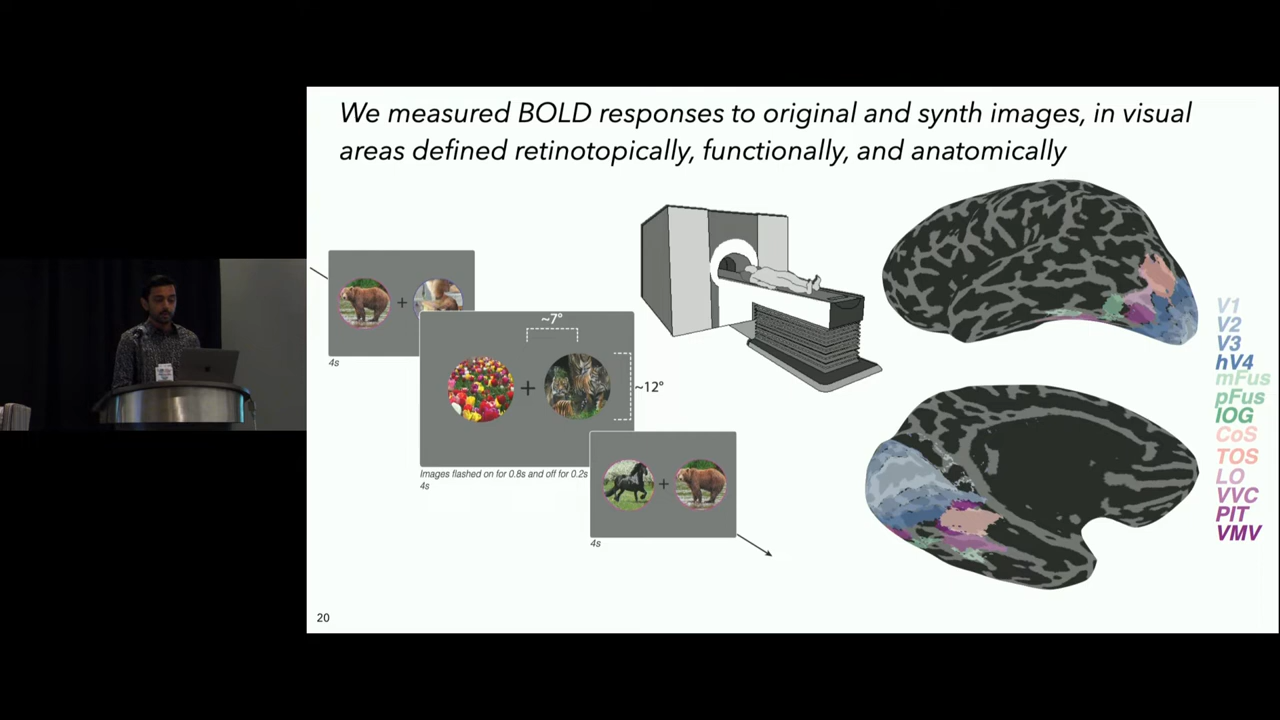 We measured BOLD responses to original and synth images, in visual
areas defined retinotopically, functionally, and anatomically
4s
~7°
~12°
Images flashed on for 0.8s and off for 0.2s
4s
4s
V1
V2
V3
hV4
mFus
pFus
IOG
CoS
TOS
LO
VVC
PIT
VMV
20